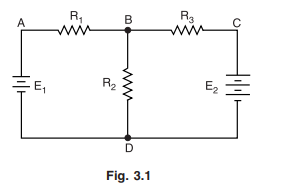 A R₁ B R₃ C
E₁ R₂ E₂
D
Fig. 3.1